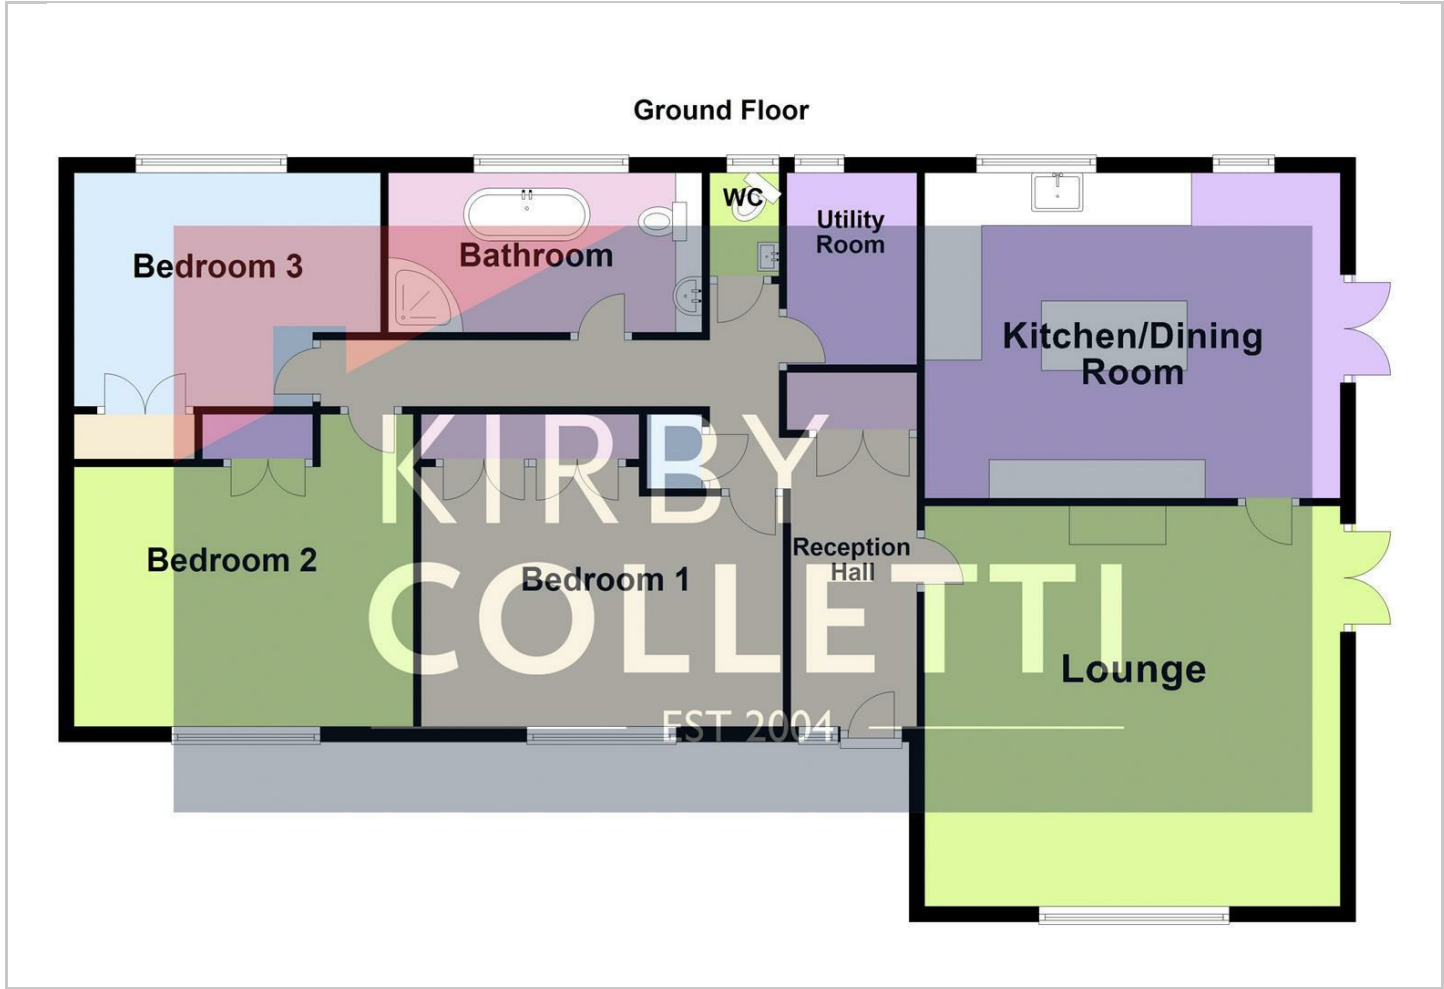 Ground Floor
WC
Utility
Room
Bathroom
Bedroom 3
Kitchen/Dining
Room
KIRBY
COLLETTI
EST 2004
Reception
Hall
Bedroom 2
Bedroom 1
Lounge